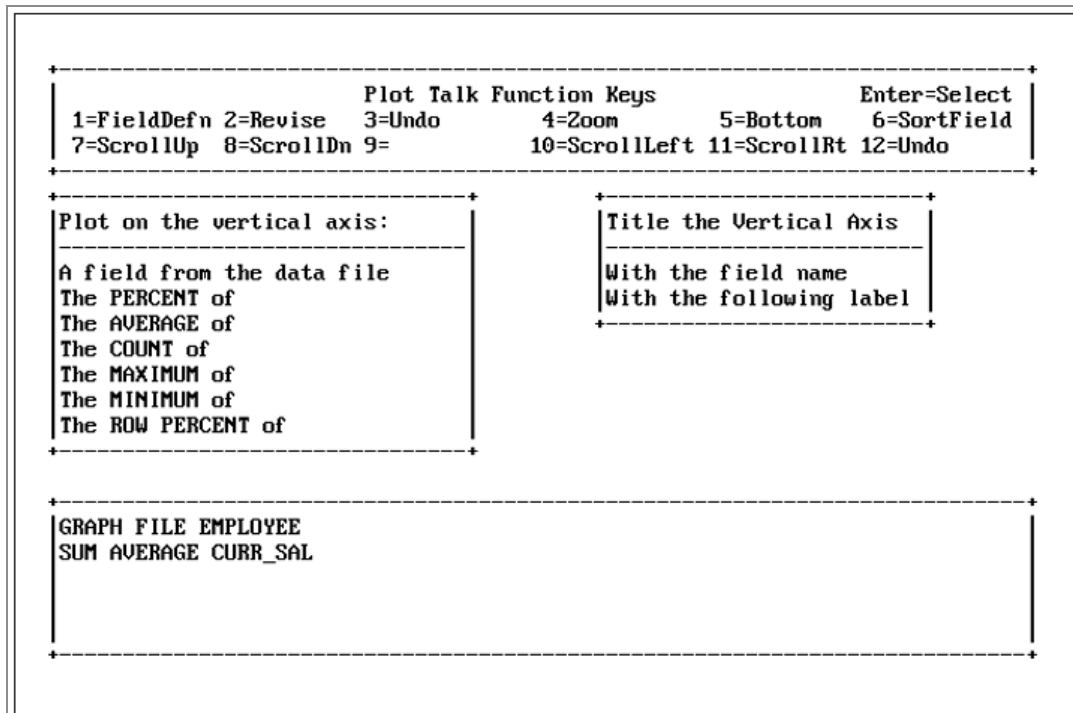 Plot Talk Function Keys Enter=Select
1=FieldDefn 2=Revise 3=Undo 4=Zoom 5=Bottom 6=SortField
7=ScrollUp 8=ScrollDn 9= 10=ScrollLeft 11=ScrollRt 12=Undo
Plot on the vertical axis:
A field from the data file
The PERCENT of
The AVERAGE of
The COUNT of
The MAXIMUM of
The MINIMUM of
The ROW PERCENT of
Title the Vertical Axis
With the field name
With the following label
GRAPH FILE EMPLOYEE
SUM AVERAGE CURR_SAL